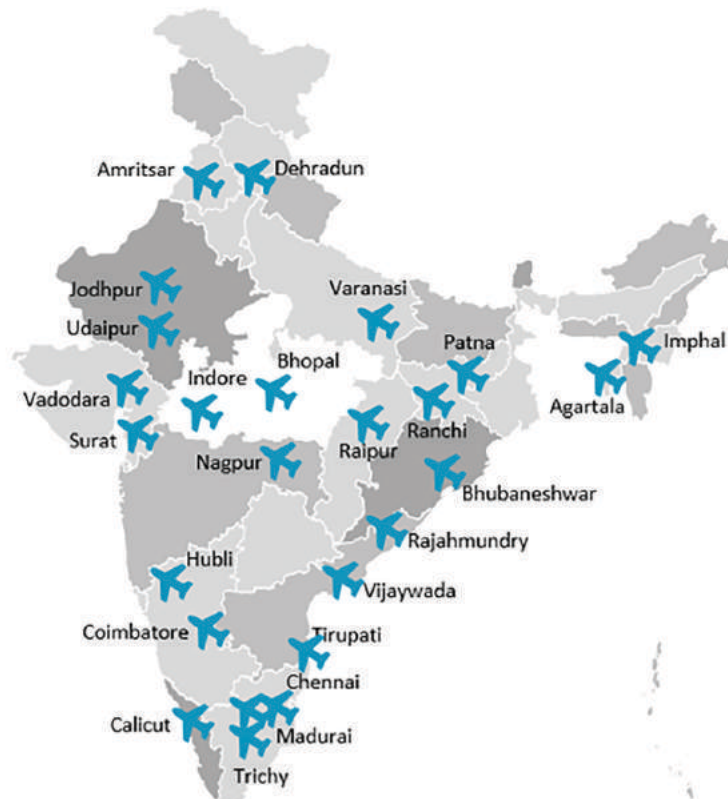 Amritsar
Dehradun
Jodhpur
Varanasi
Udaipur
Patna
Imphal
Bhopal
Indore
Vadodara
Agartala
Ranchi
Surat
Raipur
Nagpur
Bhubaneshwar
Rajahmundry
Hubli
Vijaywada
Coimbatore
Tirupati
Chennai
Calicut
Madurai
Trichy